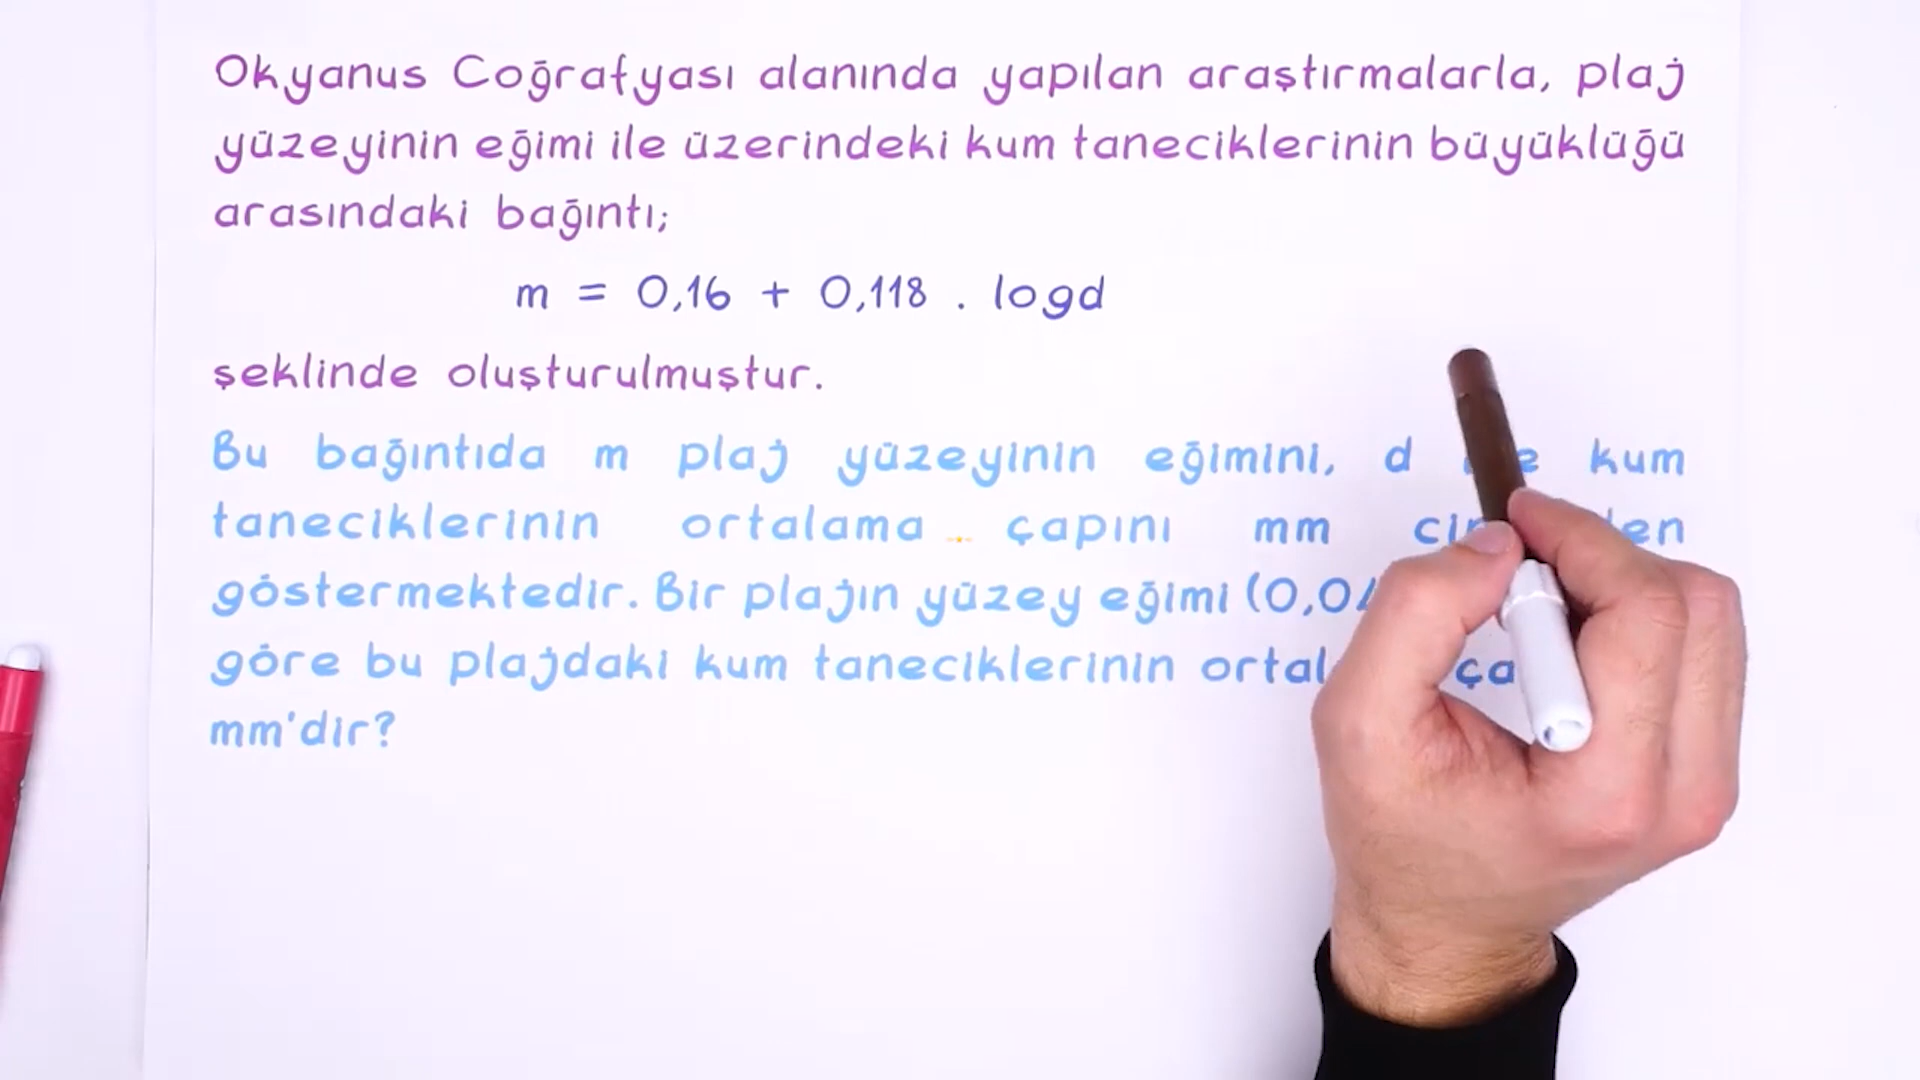 Okyanus Coğrafyası alanında yapılan araştırmalarla, plaj
yüzeyinin eğimi ile üzerindeki kum taneciklerinin büyüklüğü
arasındaki bağıntı;
m = 0,16 + 0,118 . logd
şeklinde oluşturulmuştur.
Bu bağıntıda m plaj yüzeyinin eğimini, d kum
taneciklerinin ortalama çapını mm
göstermektedir. Bir plajın yüzey eğimi
göre bu plajdaki kum taneciklerinin
mm'dir?